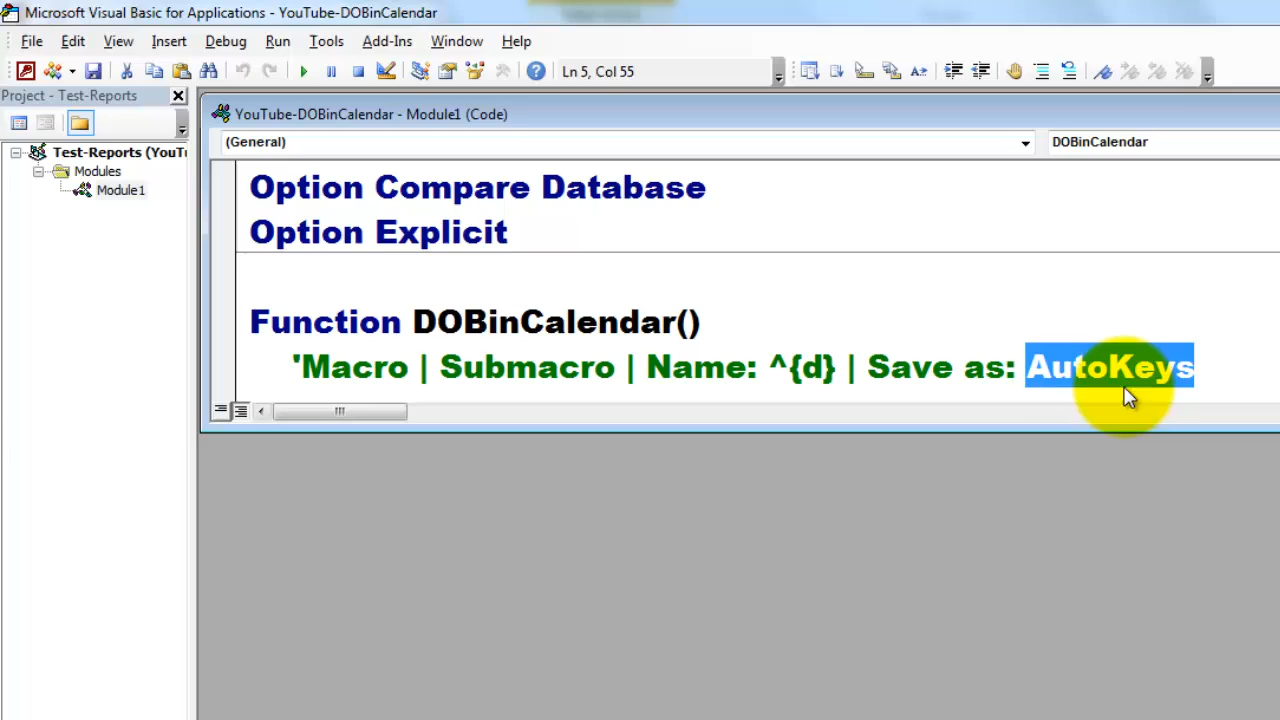 Microsoft Visual Basic for Applications - YouTube-DOBinCalendar
File Edit View Insert Debug Run Tools Add-Ins Window Help
Ln 5, Col 55
Project - Test-Reports
YouTube-DOBinCalendar - Module1 (Code)
(General) DOBinCalendar
Test-Reports (YouT
Modules
Module1
Option Compare Database
Option Explicit
Function DOBinCalendar()
'Macro | Submacro | Name: ^{d} | Save as: AutoKeys